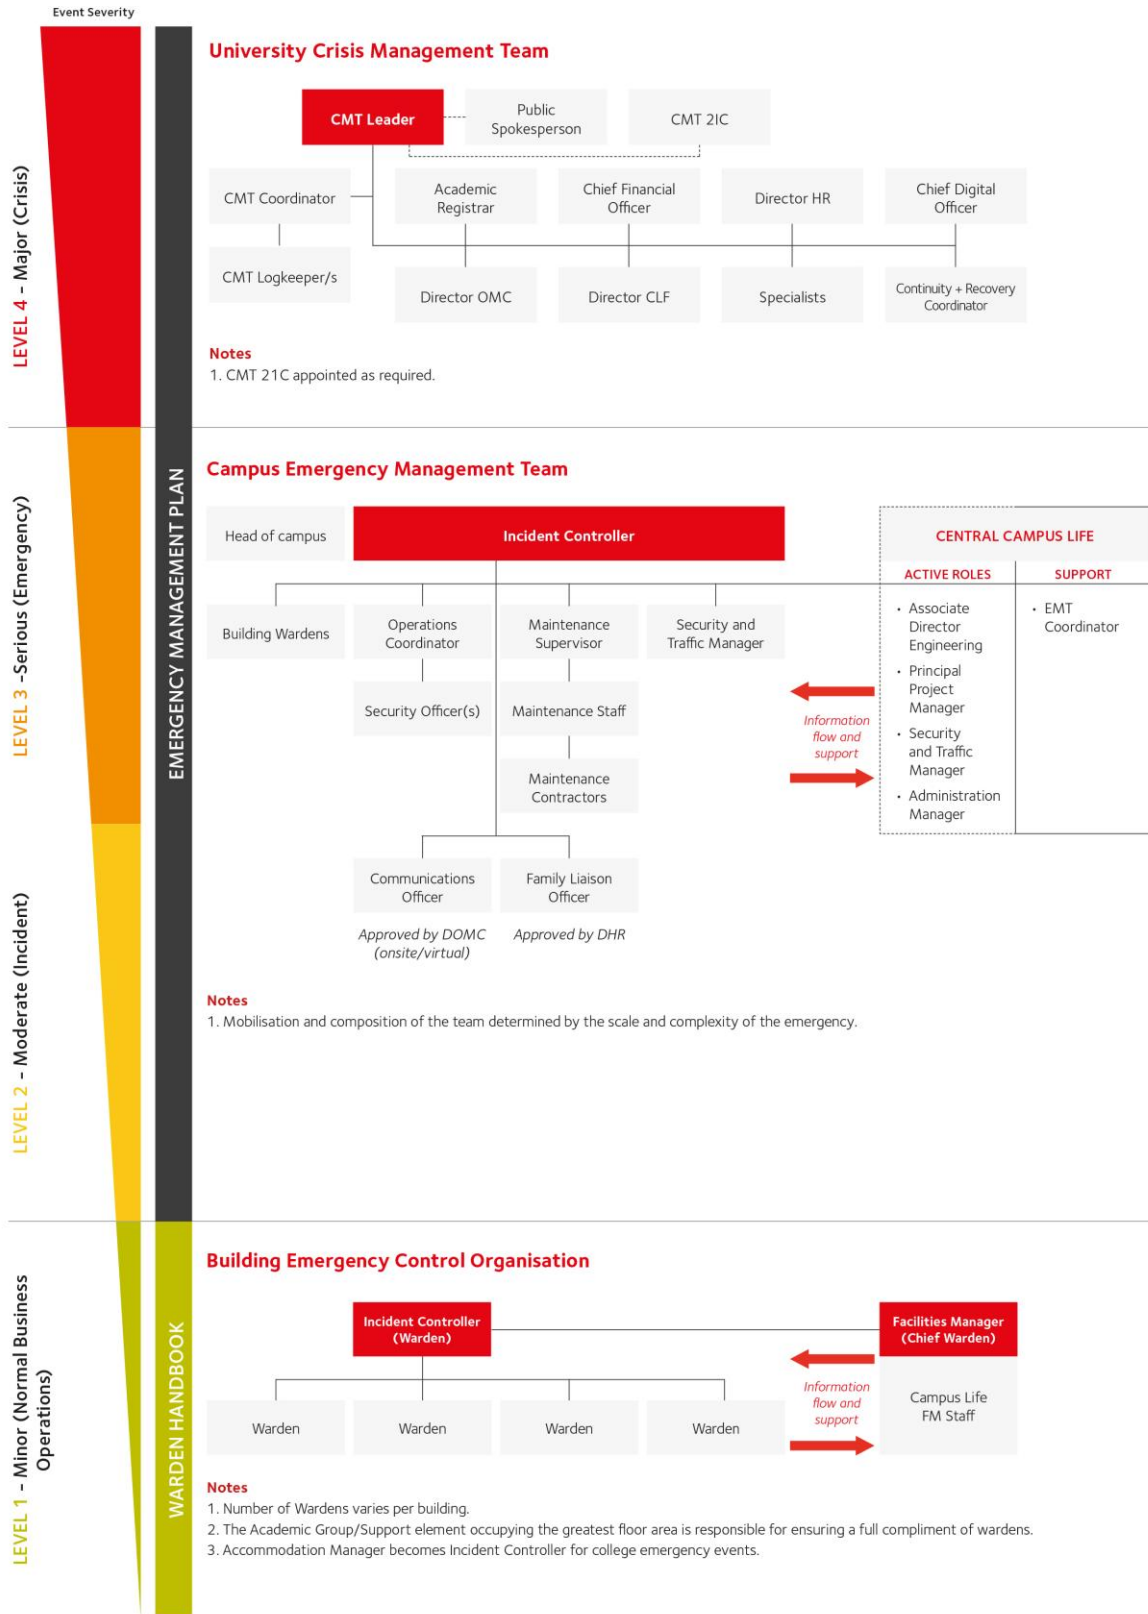 Event Severity
LEVEL 4 - Major (Crisis)
LEVEL 3 -Serious (Emergency)
LEVEL 2 - Moderate (Incident)
LEVEL 1 - Minor (Normal Business
Operations)
EMERGENCY MANAGEMENT PLAN
WARDEN HANDBOOK
University Crisis Management Team
CMT Leader
Public
Spokesperson
CMT 2IC
CMT Coordinator
Academic
Registrar
Chief Financial
Officer
Director HR
Chief Digital
Officer
CMT Logkeeper/s
Director OMC
Director CLF
Specialists
Continuity + Recovery
Coordinator
Notes
1. CMT 21C appointed as required.
Campus Emergency Management Team
Head of campus
Incident Controller
CENTRAL CAMPUS LIFE
ACTIVE ROLES
SUPPORT
Building Wardens
Operations
Coordinator
Maintenance
Supervisor
Security and
Traffic Manager
• Associate
Director
Engineering
• Principal
Project
Manager
• Security
and Traffic
Manager
• Administration
Manager
• EMT
Coordinator
Security Officer(s)
Maintenance Staff
Information
flow and
support
Maintenance
Contractors
Communications
Officer
Family Liaison
Officer
Approved by DOMC
(onsite/virtual)
Approved by DHR
Notes
1. Mobilisation and composition of the team determined by the scale and complexity of the emergency.
Building Emergency Control Organisation
Incident Controller
(Warden)
Facilities Manager
(Chief Warden)
Information
flow and
support
Campus Life
FM Staff
Warden
Warden
Warden
Warden
Notes
1. Number of Wardens varies per building.
2. The Academic Group/Support element occupying the greatest floor area is responsible for ensuring a full compliment of wardens.
3. Accommodation Manager becomes Incident Controller for college emergency events.